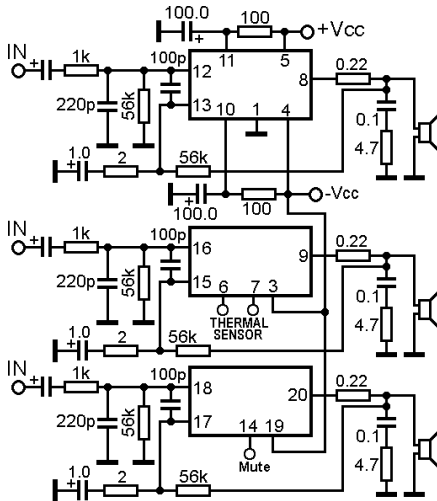 100.0 100 +Vcc
+
IN 1k 100p 12 11 5 8 0.22
+
220p 56k 13 10 1 4 0.1
1.0 2 56k 4.7
+
+ 100.0 100 -Vcc
IN 1k 100p 16 9 0.22
+
220p 56k 15 6 7 3 0.1
THERMAL
SENSOR
1.0 2 56k 4.7
+
IN 1k 100p 18 20 0.22
+
220p 56k 17 14 19 0.1
Mute
1.0 2 56k 4.7
+